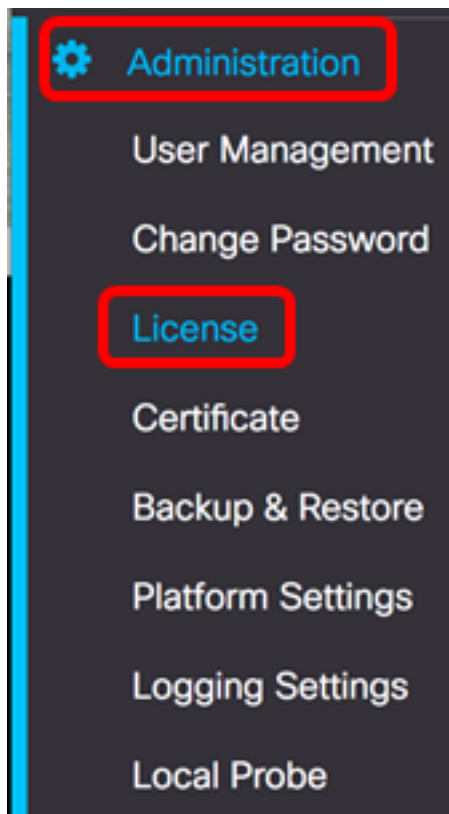 Administration
User Management
Change Password
License
Certificate
Backup & Restore
Platform Settings
Logging Settings
Local Probe